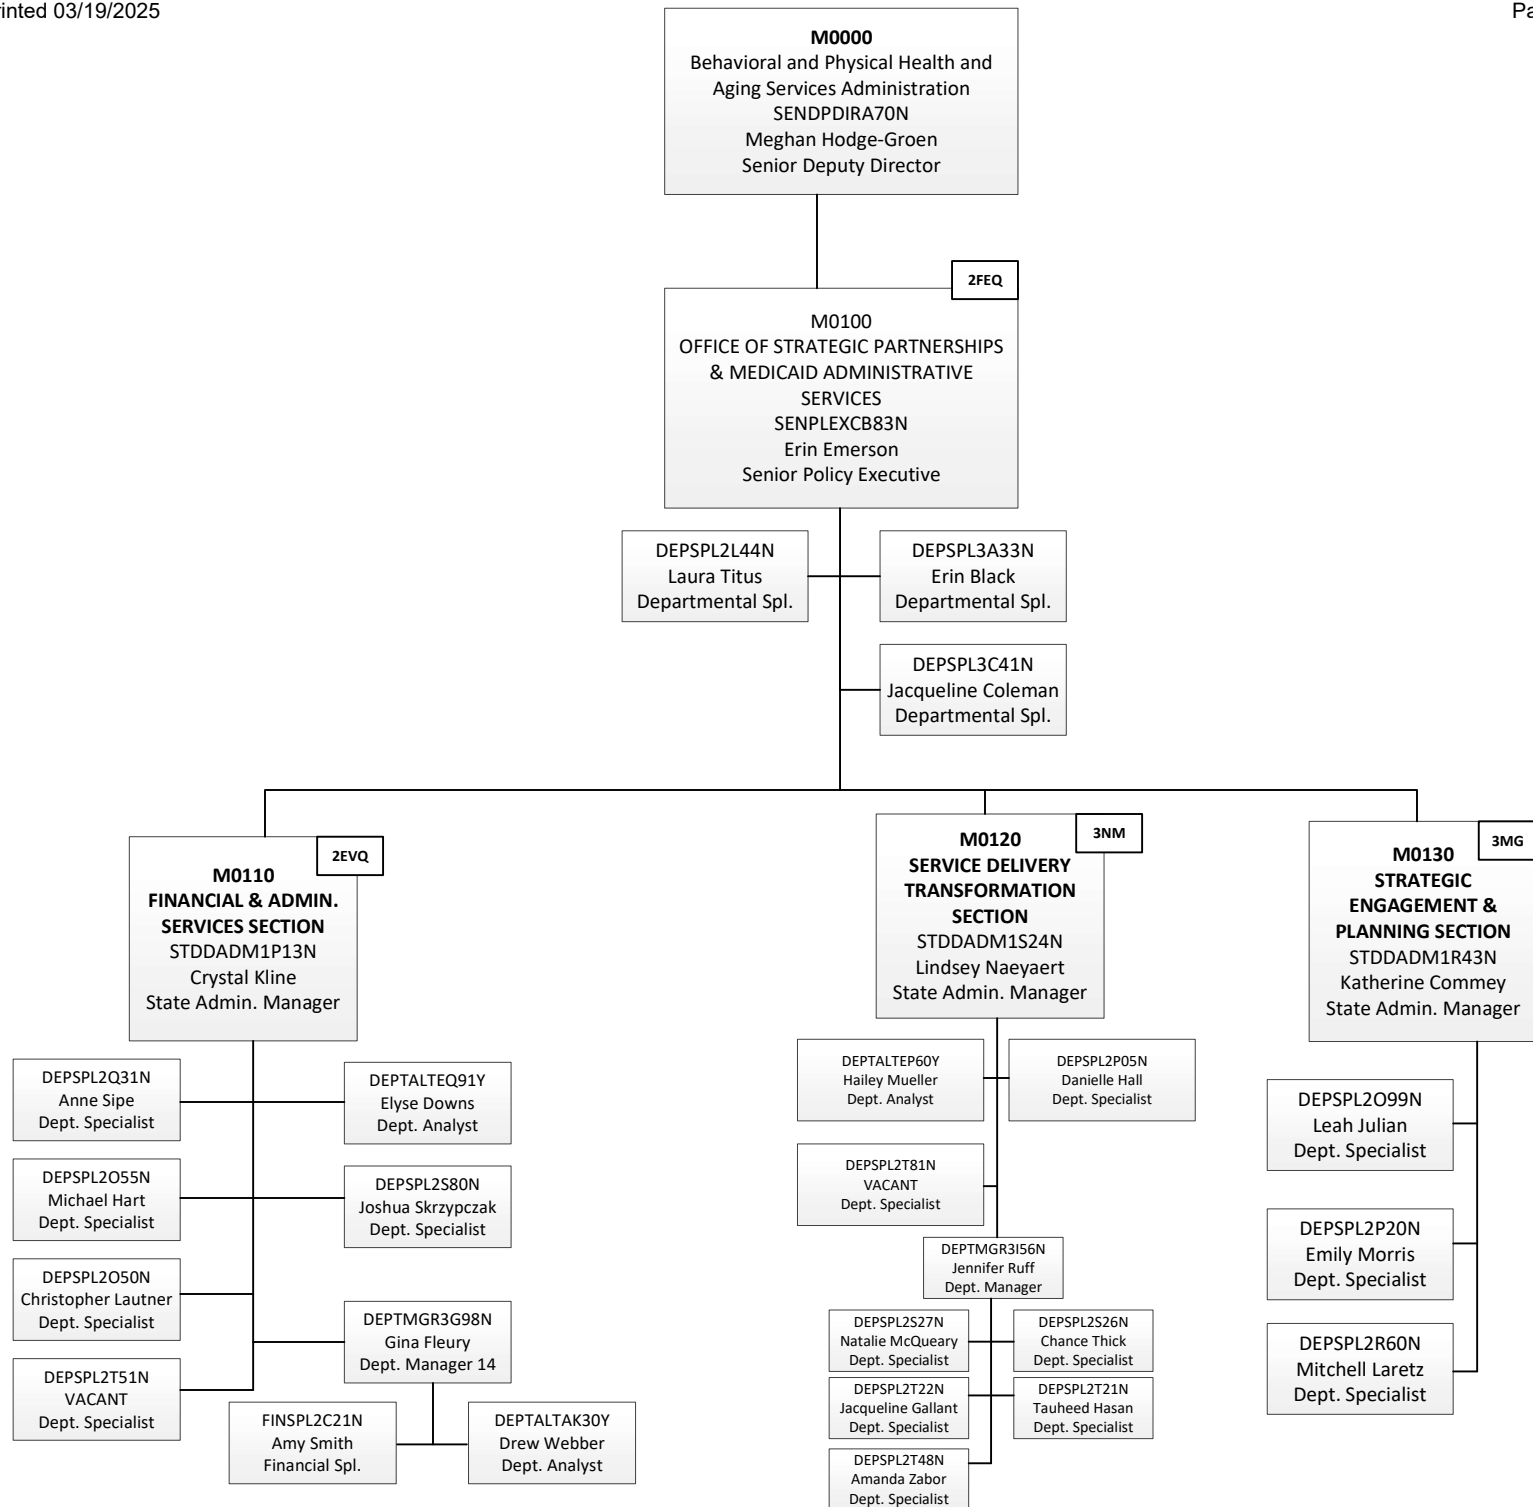 inted 03/19/2025
Pa
M0000
Behavioral and Physical Health and
Aging Services Administration
SENDPDIRA70N
Meghan Hodge-Groen
Senior Deputy Director
2FEQ
M0100
OFFICE OF STRATEGIC PARTNERSHIPS
& MEDICAID ADMINISTRATIVE
SERVICES
SENPLEXCB83N
Erin Emerson
Senior Policy Executive
DEPSPL2L44N
Laura Titus
Departmental Spl.
DEPSPL3A33N
Erin Black
Departmental Spl.
DEPSPL3C41N
Jacqueline Coleman
Departmental Spl.
2EVQ
M0110
FINANCIAL & ADMIN.
SERVICES SECTION
STDDADM1P13N
Crystal Kline
State Admin. Manager
3NM
M0120
SERVICE DELIVERY
TRANSFORMATION
SECTION
STDDADM1S24N
Lindsey Naeyaert
State Admin. Manager
3MG
M0130
STRATEGIC
ENGAGEMENT &
PLANNING SECTION
STDDADM1R43N
Katherine Commey
State Admin. Manager
DEPSPL2Q31N
Anne Sipe
Dept. Specialist
DEPTALTEQ91Y
Elyse Downs
Dept. Analyst
DEPSPL2O55N
Michael Hart
Dept. Specialist
DEPSPL2S80N
Joshua Skrzypczak
Dept. Specialist
DEPSPL2O50N
Christopher Lautner
Dept. Specialist
DEPTMGR3G98N
Gina Fleury
Dept. Manager 14
DEPSPL2T51N
VACANT
Dept. Specialist
FINSPL2C21N
Amy Smith
Financial Spl.
DEPTALTAK30Y
Drew Webber
Dept. Analyst
DEPTALTEP60Y
Hailey Mueller
Dept. Analyst
DEPSPL2P05N
Danielle Hall
Dept. Specialist
DEPSPL2T81N
VACANT
Dept. Specialist
DEPTMGR3I56N
Jennifer Ruff
Dept. Manager
DEPSPL2S27N
Natalie McQueary
Dept. Specialist
DEPSPL2S26N
Chance Thick
Dept. Specialist
DEPSPL2T22N
Jacqueline Gallant
Dept. Specialist
DEPSPL2T21N
Tauheed Hasan
Dept. Specialist
DEPSPL2T48N
Amanda Zabor
Dept. Specialist
DEPSPL2O99N
Leah Julian
Dept. Specialist
DEPSPL2P20N
Emily Morris
Dept. Specialist
DEPSPL2R60N
Mitchell Laretz
Dept. Specialist